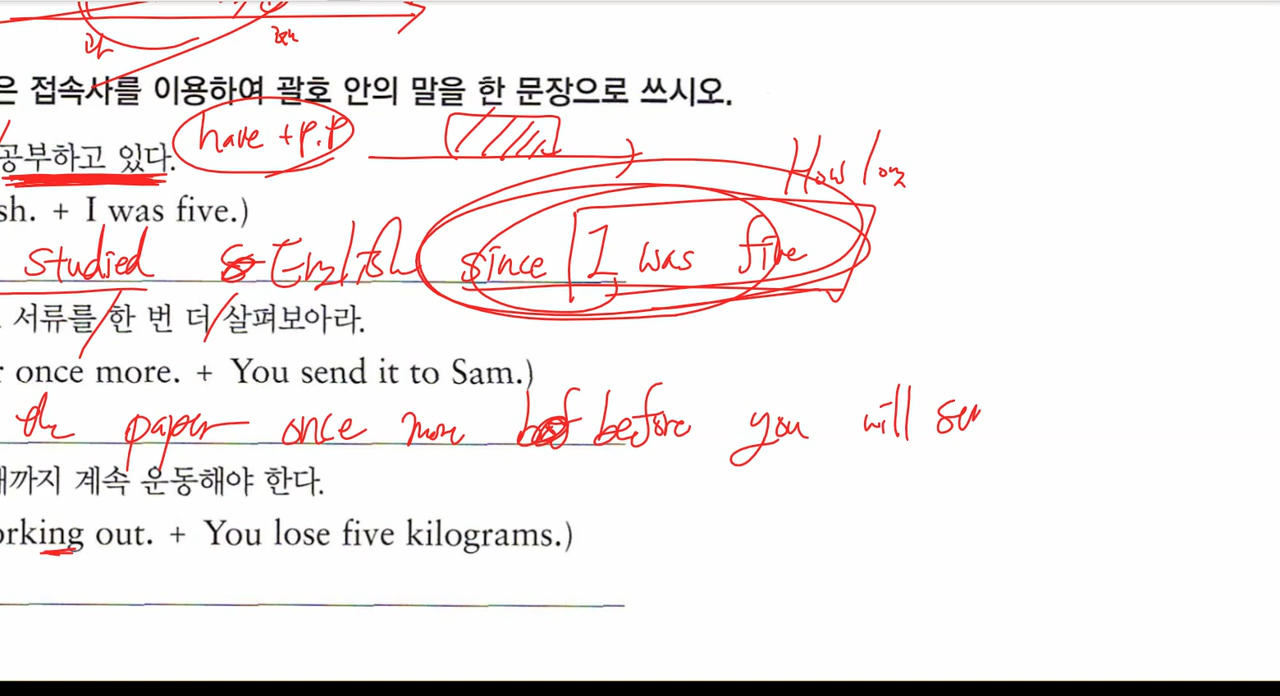 과 현
은 접속사를 이용하여 괄호 안의 말을 한 문장으로 쓰시오.
공부하고 있다. have + p.p How long
sh. + I was five.)
studied English since I was five
서류를 한 번 더 살펴보아라.
r once more. + You send it to Sam.)
the paper once more before you will sen
때까지 계속 운동해야 한다.
orking out. + You lose five kilograms.)